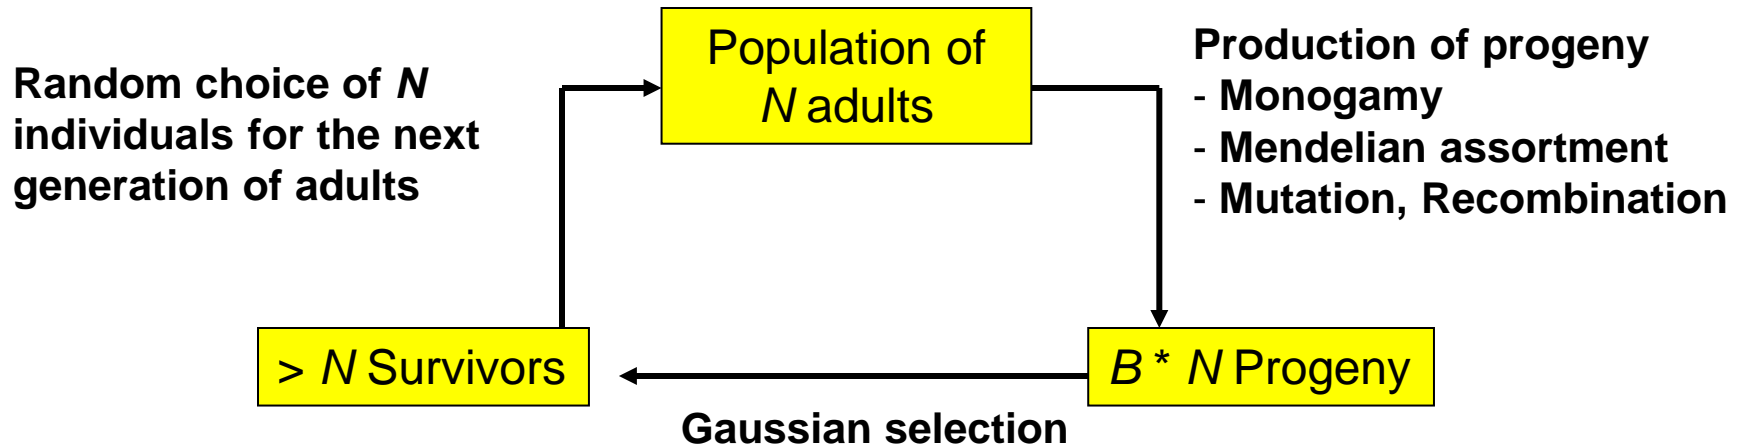 Population of
N adults
Production of progeny
- Monogamy
- Mendelian assortment
- Mutation, Recombination
B * N Progeny
Gaussian selection
> N Survivors
Random choice of N
individuals for the next
generation of adults